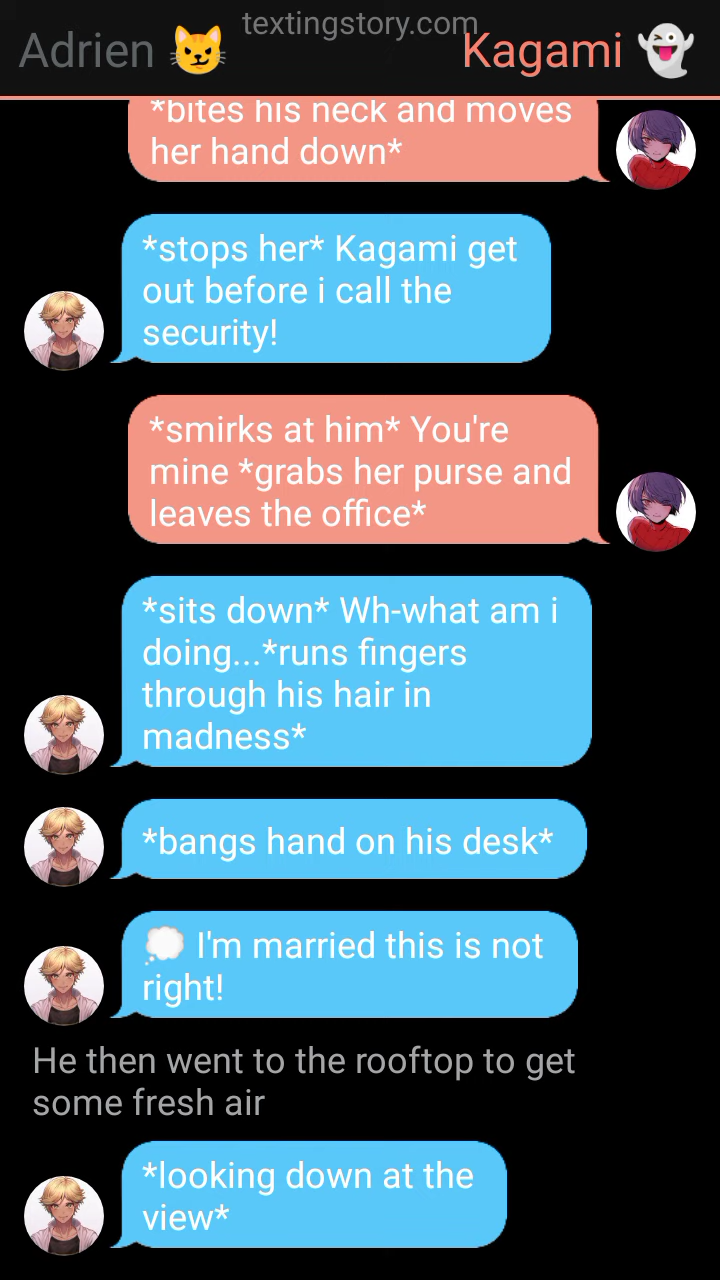 textingstory.com
Adrien 😼 Kagami 👻
*bites his neck and moves
her hand down*
*stops her* Kagami get
out before i call the
security!
*smirks at him* You're
mine *grabs her purse and
leaves the office*
*sits down* Wh-what am i
doing...*runs fingers
through his hair in
madness*
*bangs hand on his desk*
💭 I'm married this is not
right!
He then went to the rooftop to get
some fresh air
*looking down at the
view*